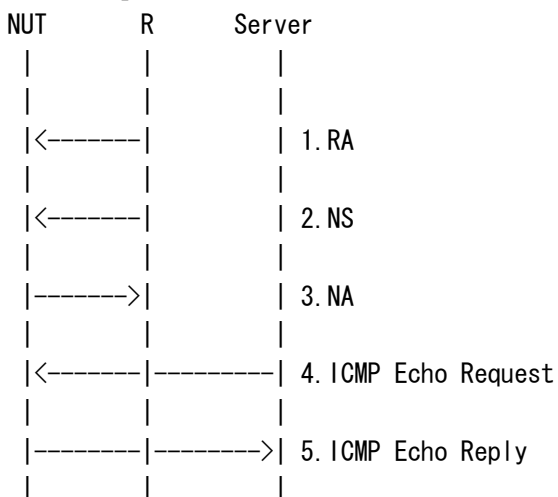 NUT R Server
1.RA
2.NS
3.NA
4.ICMP Echo Request
5.ICMP Echo Reply